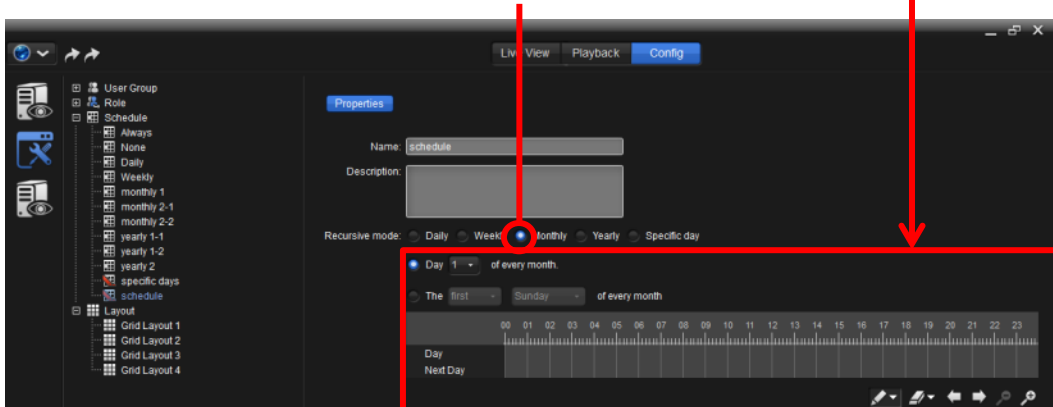 Live View Playback Config
User Group
Role
Schedule
Always
None
Daily
Weekly
monthly 1
monthly 2-1
monthly 2-2
yearly 1-1
yearly 1-2
yearly 2
specific days
schedule
Layout
Grid Layout 1
Grid Layout 2
Grid Layout 3
Grid Layout 4
Properties
Name: schedule
Description:
Recursive mode: Daily Weekly Monthly Yearly Specific day
Day 1 of every month.
The first Sunday of every month
00 01 02 03 04 05 06 07 08 09 10 11 12 13 14 15 16 17 18 19 20 21 22 23
Day
Next Day